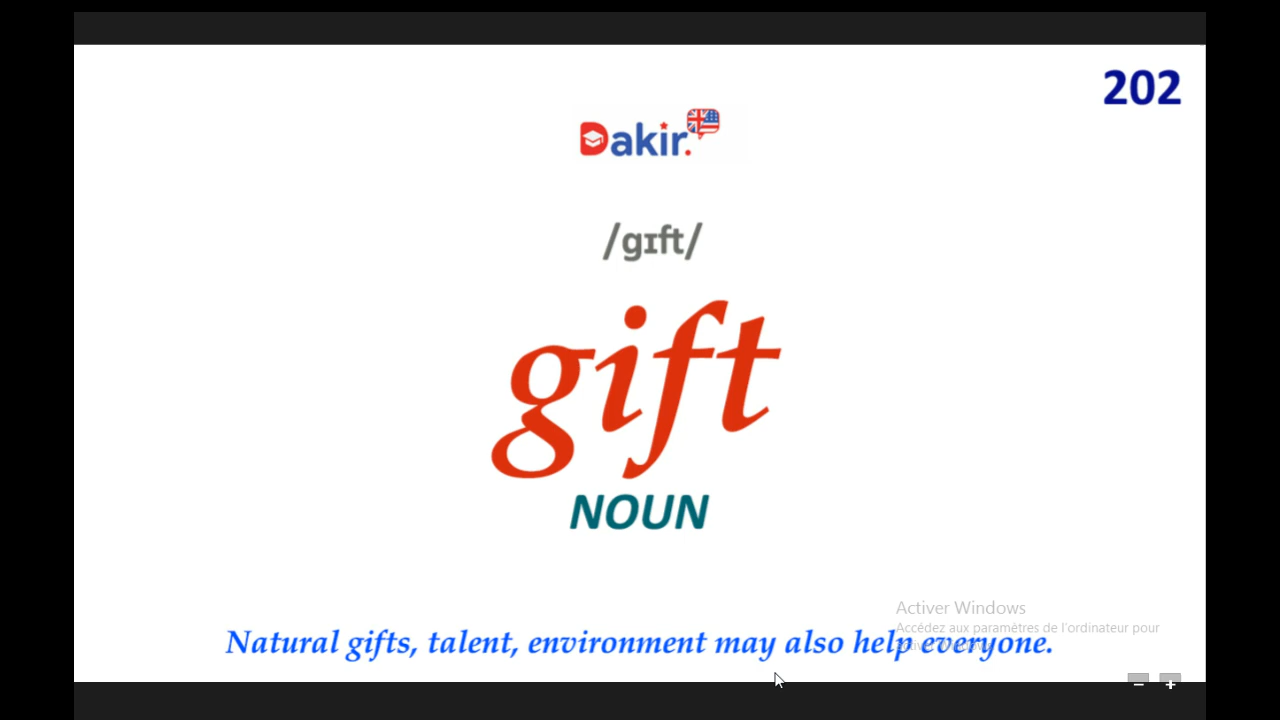 202
Dakir.
/gɪft/
gift
NOUN
Natural gifts, talent, environment may also help everyone.
Activer Windows
Accédez aux paramètres de l'ordinateur pour